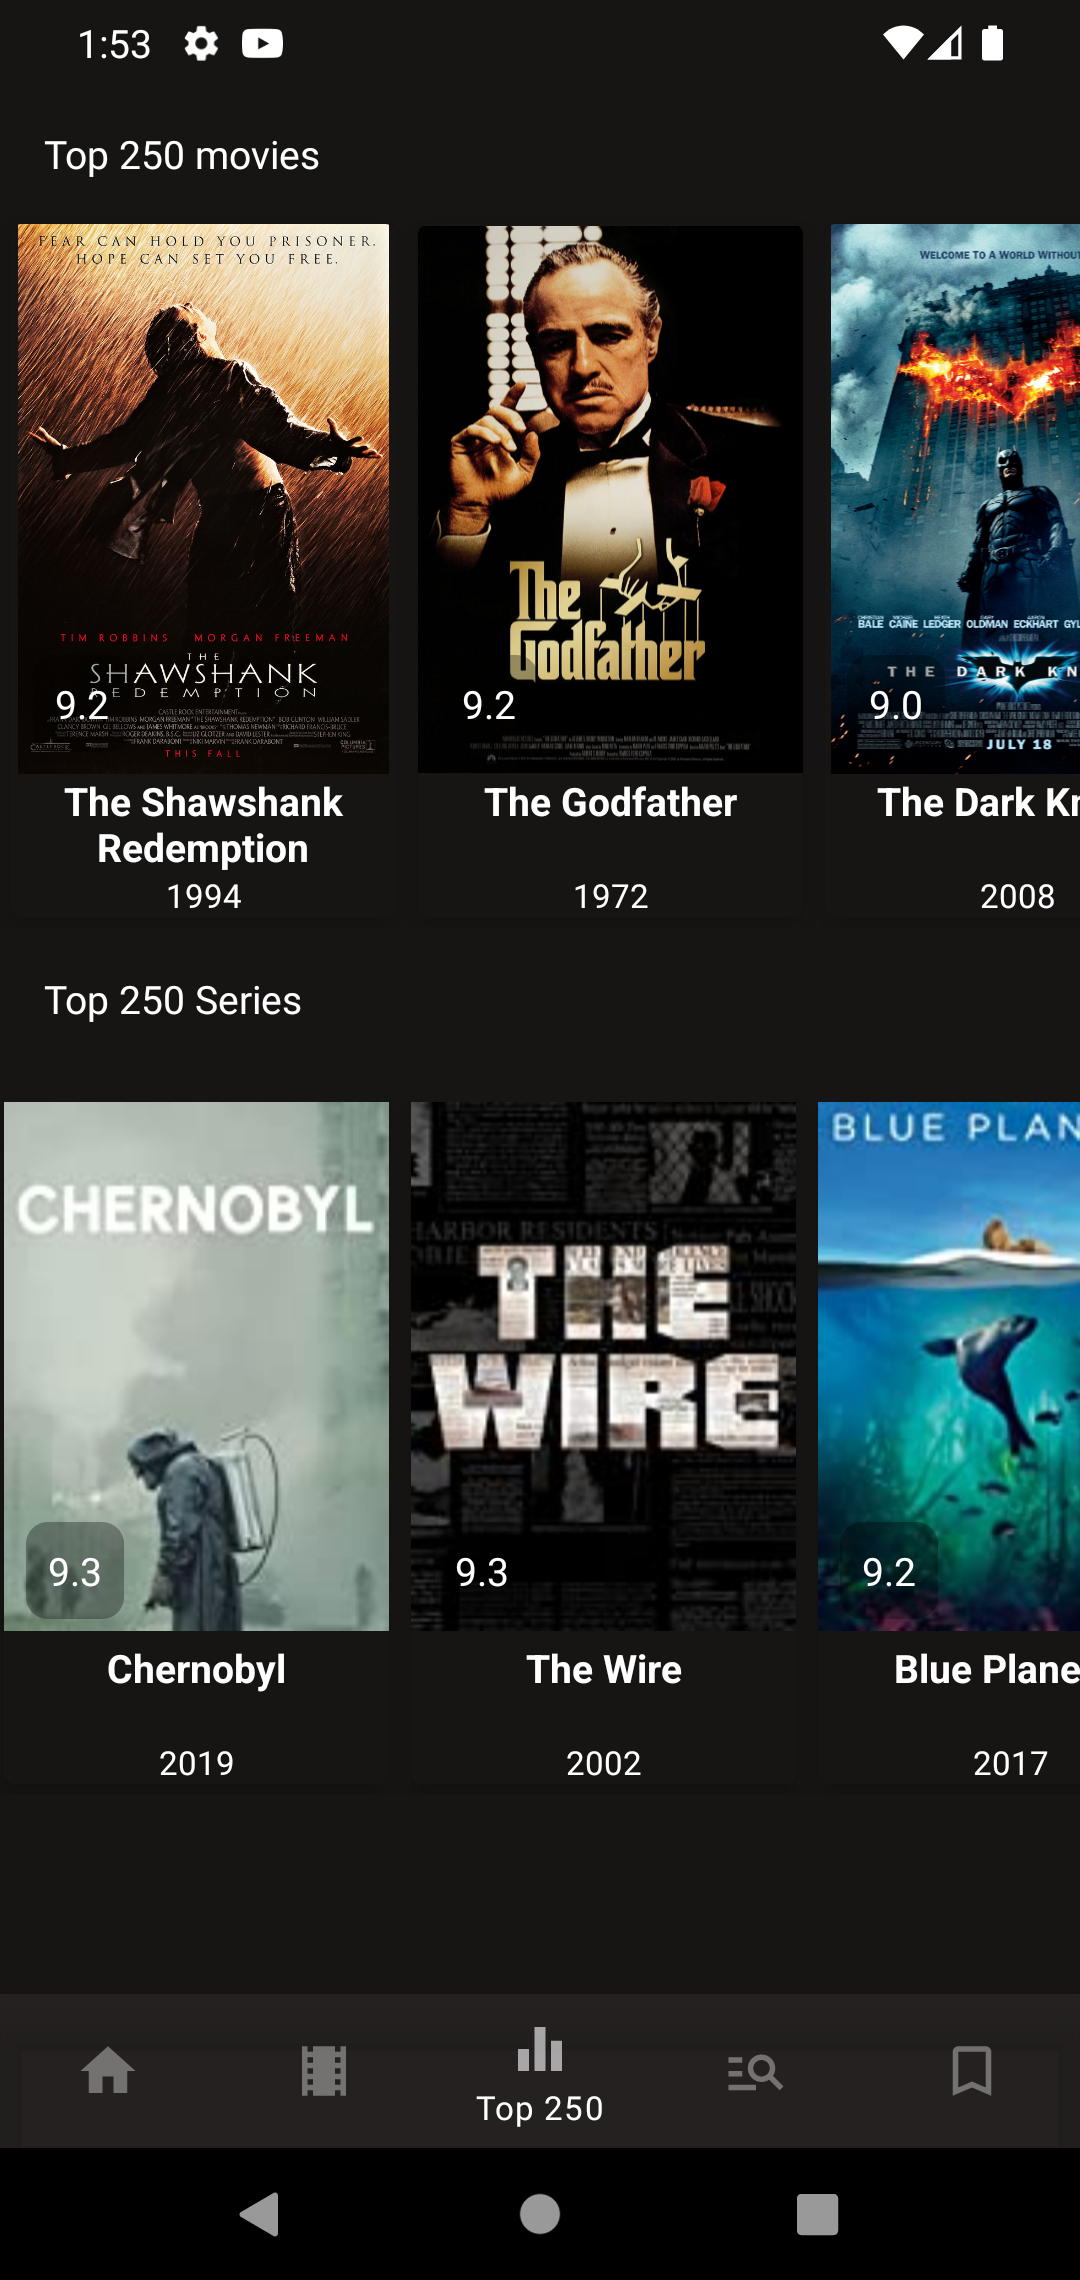 1:53
Top 250 movies
FEAR CAN HOLD YOU PRISONER.
HOPE CAN SET YOU FREE.
TIM ROBBINS MORGAN FREEMAN
THE
SHAWSHANK
REDEMPTION
9.2
THIS FALL
The Shawshank
Redemption
1994
The
Godfather
9.2
The Godfather
1972
WELCOME TO A WORLD WITHOUT
BALE CAINE LEDGER OLDMAN ECKHART GYL
THE DARK KN
9.0
JULY 18
The Dark Kr
2008
Top 250 Series
CHERNOBYL
9.3
Chernobyl
2019
HARBOR RESIDENTS
THE
WIRE
9.3
The Wire
2002
BLUE PLAN
9.2
Blue Plane
2017
Top 250